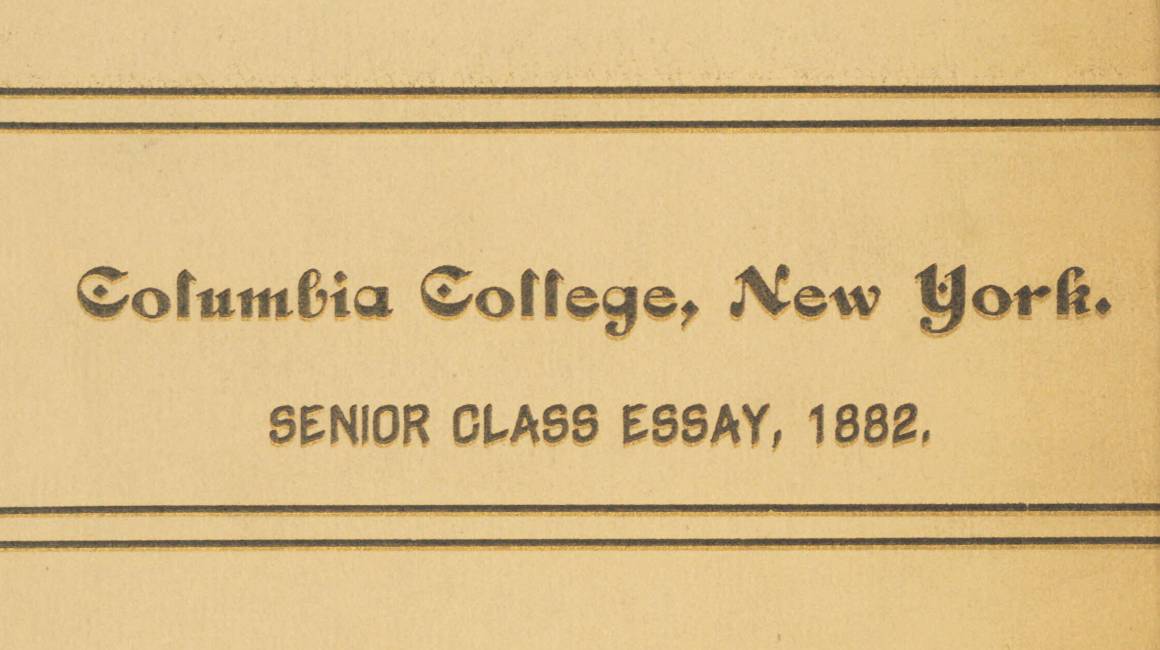 Columbia College, New York.
SENIOR CLASS ESSAY, 1882.